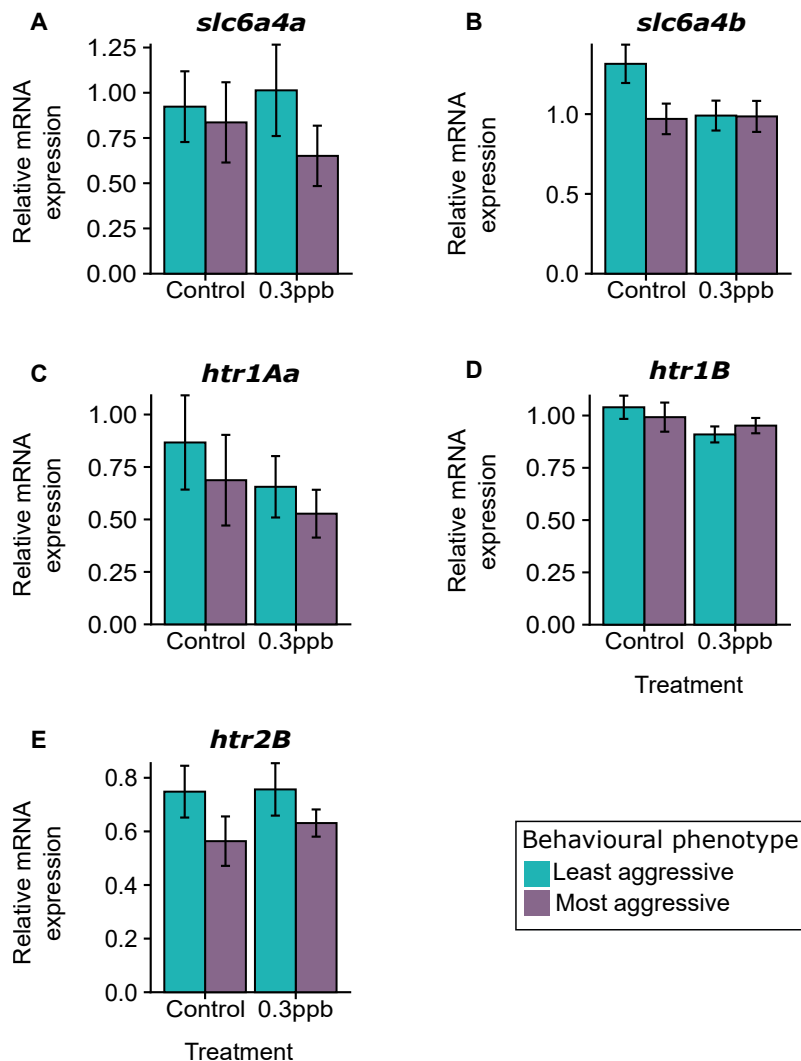 A
slc6a4a
Relative mRNA
expression
1.25
1.00
0.75
0.50
0.25
0.00
Control 0.3ppb
B
slc6a4b
Relative mRNA
expression
1.0
0.5
0.0
Control 0.3ppb
C
htr1Aa
Relative mRNA
expression
1.00
0.75
0.50
0.25
0.00
Control 0.3ppb
D
htr1B
Relative mRNA
expression
1.00
0.75
0.50
0.25
0.00
Control 0.3ppb
Treatment
E
htr2B
Relative mRNA
expression
0.8
0.6
0.4
0.2
0.0
Control 0.3ppb
Treatment
Behavioural phenotype
Least aggressive
Most aggressive